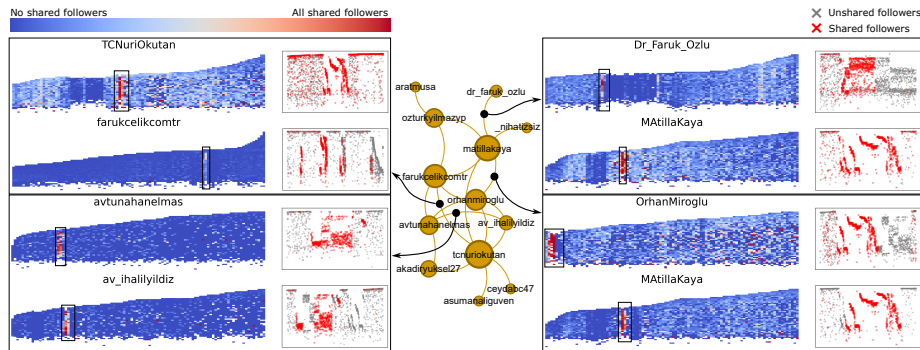 No shared followers
All shared followers
Unshared followers
Shared followers
TCNuriOkutan
farukcelikcomtr
avtunahanelmas
av_ihalilyildiz
aratmusa
dr_faruk_ozlu
ozturkyilmazyp
_nihatizsiz
matillakaya
farukcelikcomtr
orhanmiroglu
avtunahanelmas
av_ihalilyildiz
tcnuriokutan
akadiryuksel27
ceydabc47
asumanaliguven
Dr_Faruk_Ozlu
MAtillaKaya
OrhanMiroglu
MAtillaKaya